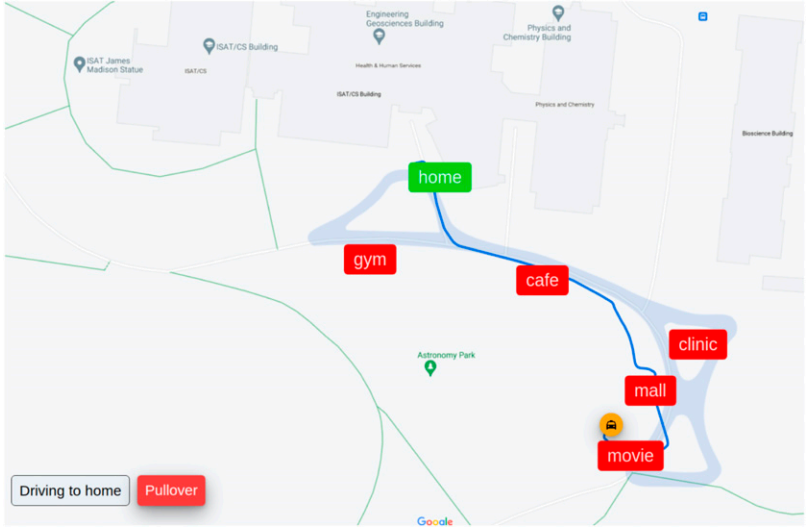 Engineering
Geosciences Building
Physics and
Chemistry Building
ISAT/CS Building
ISAT James
Madison Statue
ISAT/CS
Health & Human Services
ISAT/CS Building
Physics and Chemistry
Bioscience Building
home
gym
cafe
clinic
Astronomy Park
mall
movie
Driving to home
Pullover
Google